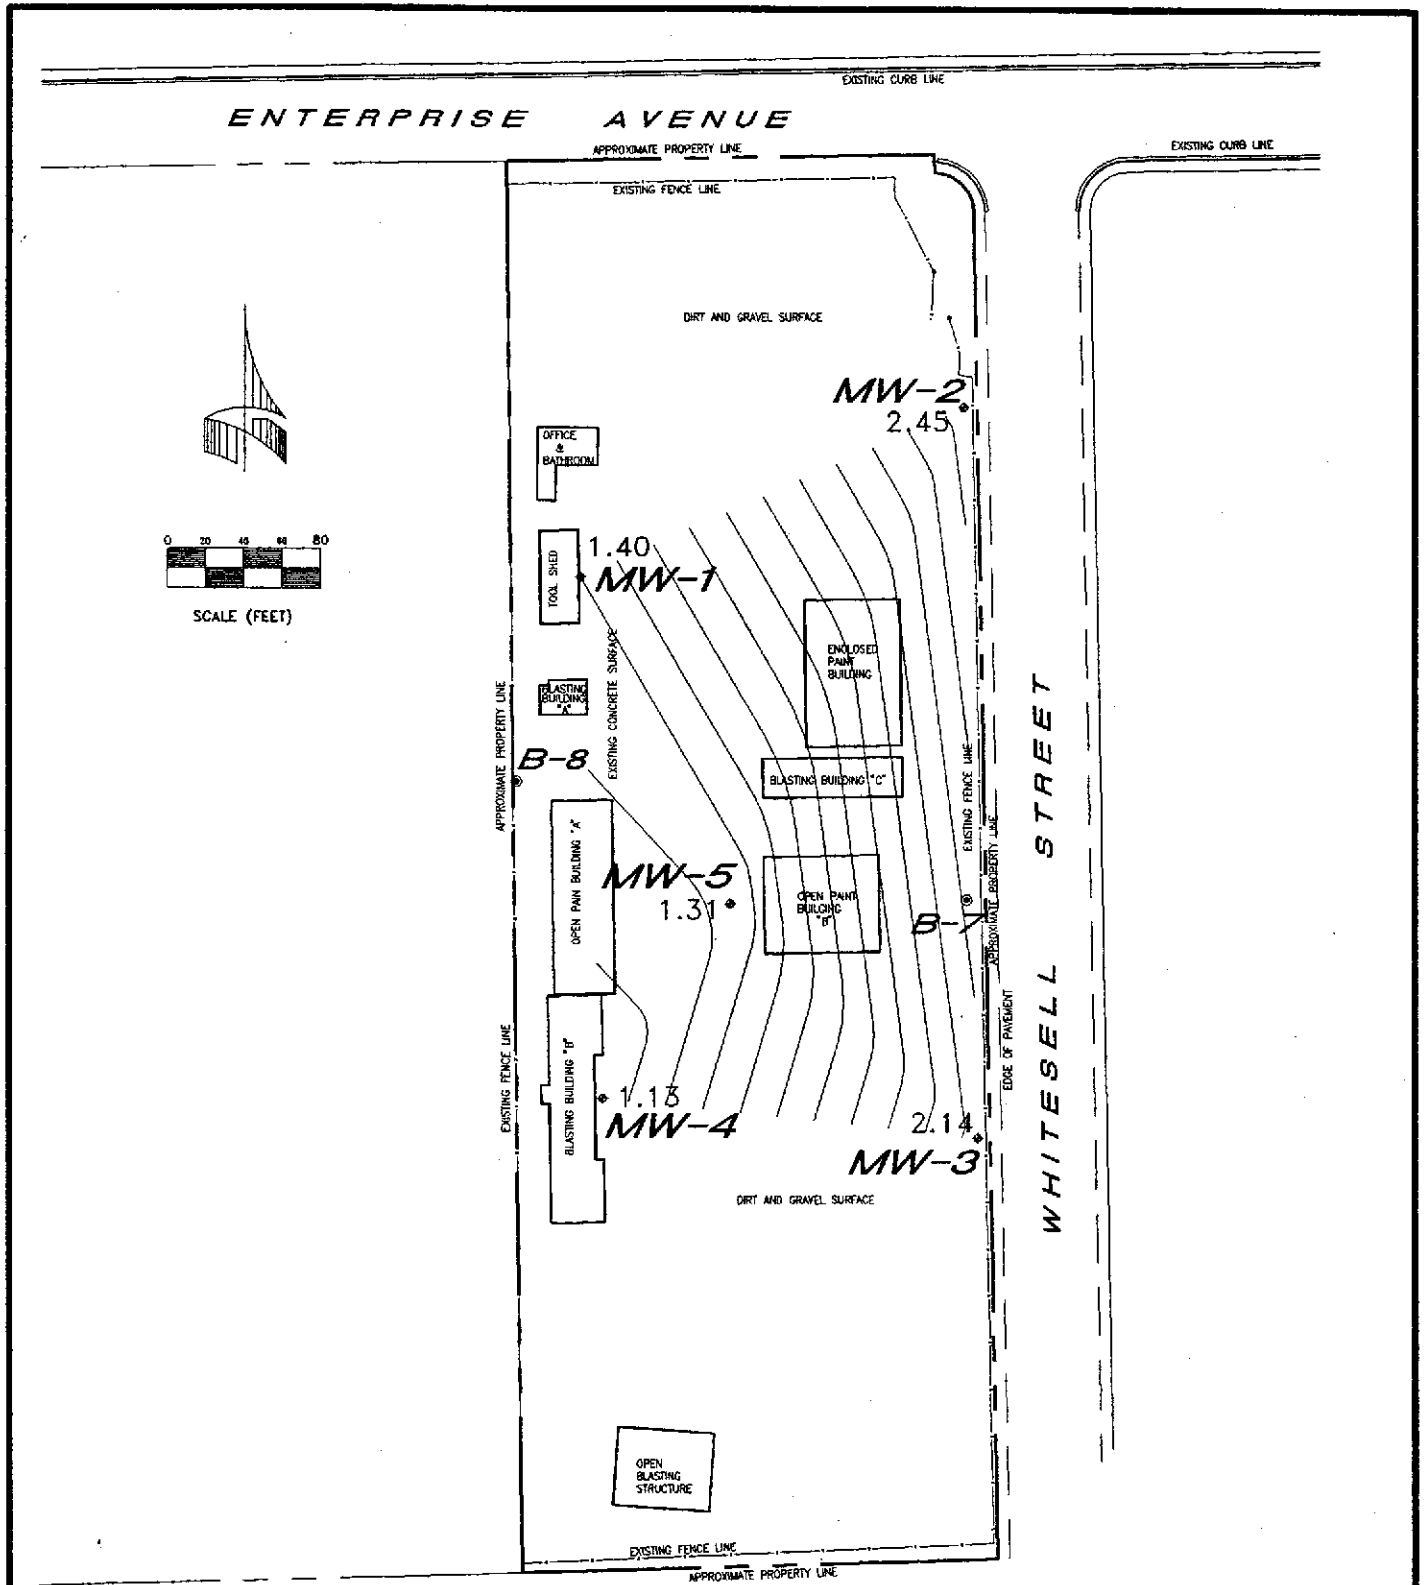 EXISTING CURB LINE
ENTERPRISE AVENUE
APPROXIMATE PROPERTY LINE
EXISTING CURB LINE
EXISTING FENCE LINE
DIRT AND GRAVEL SURFACE
MW-2
2.45
OFFICE
&
BATHROOM
0 20 40 60 80
SCALE (FEET)
TOOL SHED
1.40
MW-1
EXISTING CONCRETE SURFACE
ENCLOSED
PAINT
BUILDING
BLASTING
BUILDING
"A"
APPROXIMATE PROPERTY LINE
B-8
BLASTING BUILDING "C"
EXISTING FENCE LINE
WHITESELL STREET
OPEN PAIN BUILDING "A"
MW-5
1.31
OPEN PAINT
BUILDING
"B"
B-7
APPROXIMATE PROPERTY LINE
EDGE OF PAVEMENT
EXISTING FENCE LINE
BLASTING BUILDING "B"
1.13
MW-4
2.14
MW-3
DIRT AND GRAVEL SURFACE
OPEN
BLASTING
STRUCTURE
EXISTING FENCE LINE
APPROXIMATE PROPERTY LINE